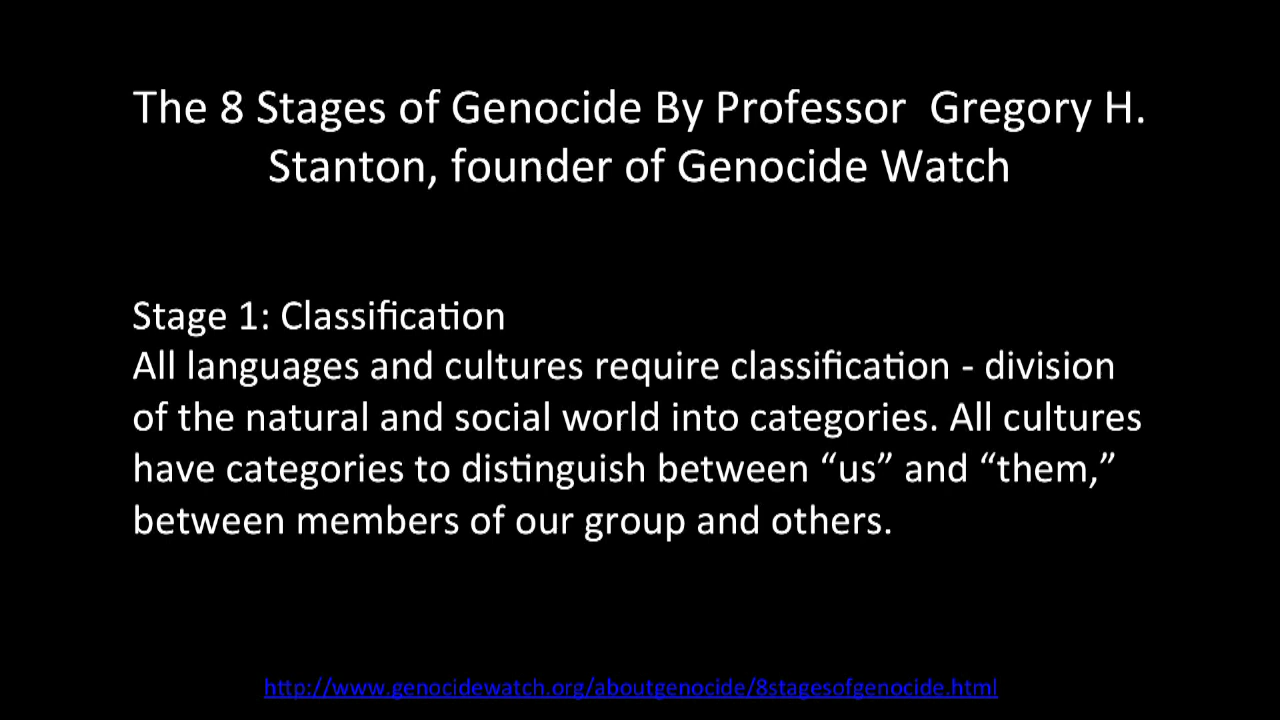 The 8 Stages of Genocide By Professor  Gregory H.
Stanton, founder of Genocide Watch
Stage 1: Classification
All languages and cultures require classification - division
of the natural and social world into categories. All cultures
have categories to distinguish between “us” and “them,”
between members of our group and others.
http://www.genocidewatch.org/aboutgenocide/8stagesofgenocide.html